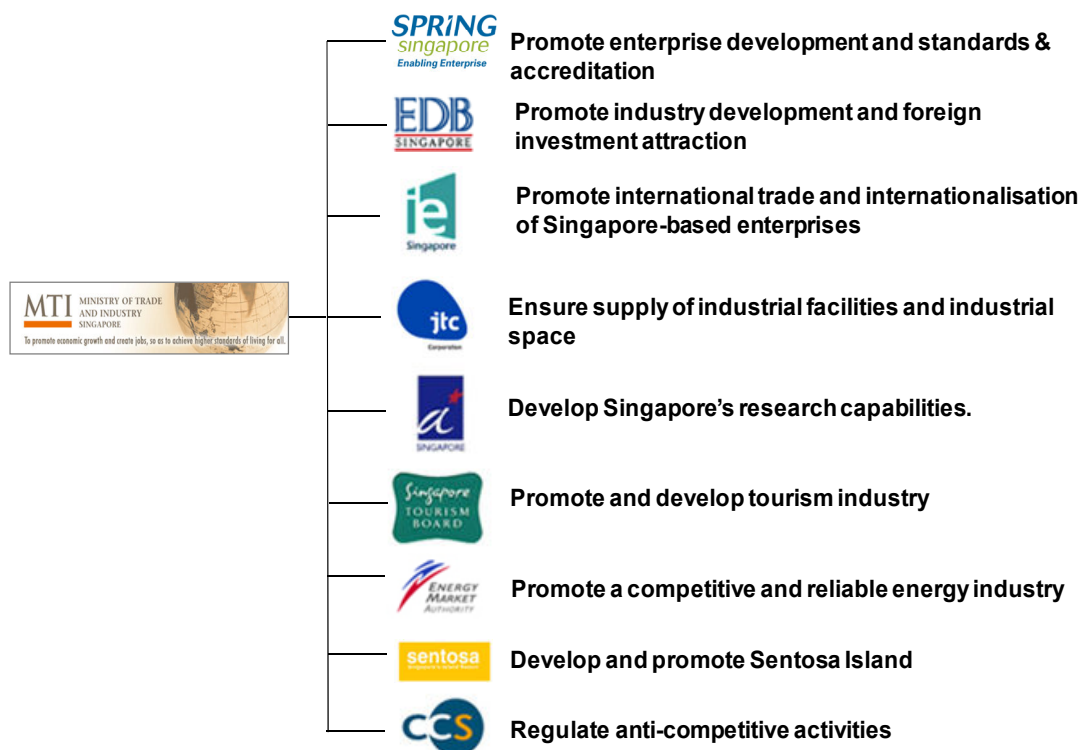 SPRiNG
singapore
Enabling Enterprise
Promote enterprise development and standards &
accreditation
EDB
SINGAPORE
Promote industry development and foreign
investment attraction
ie
Singapore
Promote international trade and internationalisation
of Singapore-based enterprises
MTI
MINISTRY OF TRADE
AND INDUSTRY
SINGAPORE
To promote economic growth and create jobs, so as to achieve higher standards of living for all.
jtc
Corporation
Ensure supply of industrial facilities and industrial
space
a*
SINGAPORE
Develop Singapore's research capabilities.
Singapore
TOURISM
BOARD
Promote and develop tourism industry
ENERGY
MARKET
AUTHORITY
Promote a competitive and reliable energy industry
sentosa
Develop and promote Sentosa Island
CCS
Regulate anti-competitive activities